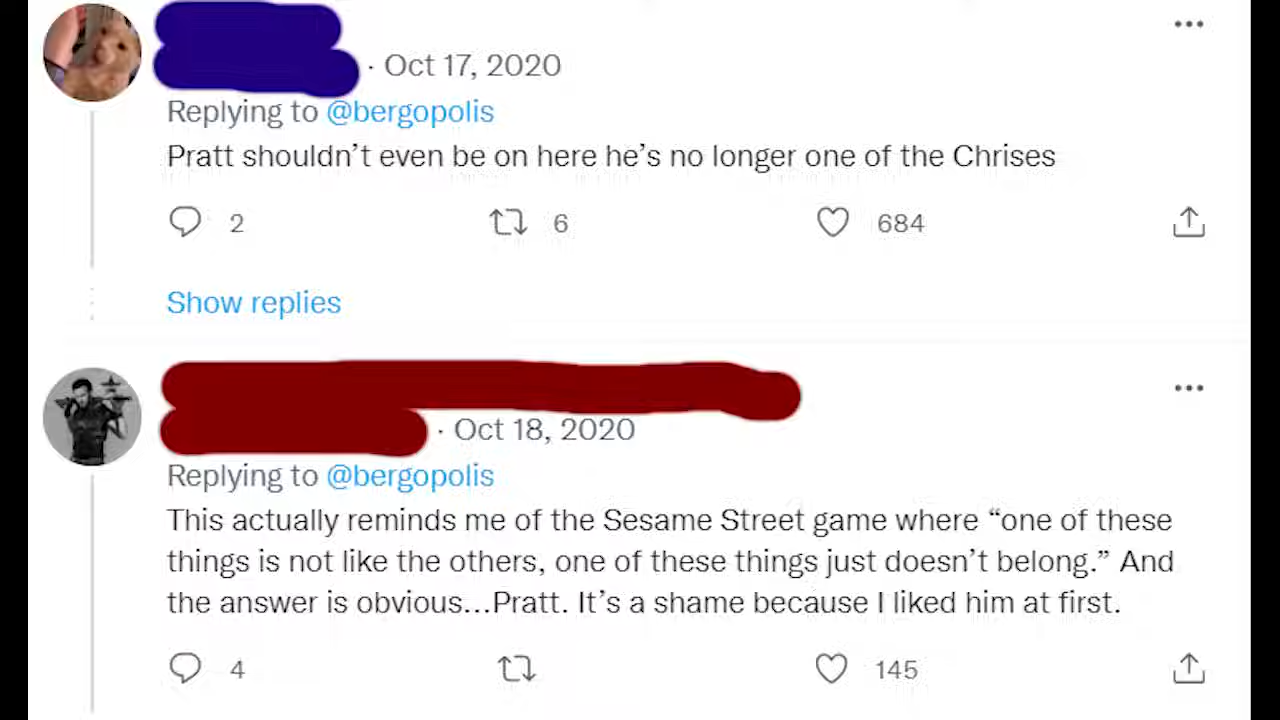 · Oct 17, 2020
Replying to @bergopolis
Pratt shouldn’t even be on here he’s no longer one of the Chrises
2 6 684
Show replies
· Oct 18, 2020
Replying to @bergopolis
This actually reminds me of the Sesame Street game where “one of these
things is not like the others, one of these things just doesn’t belong.” And
the answer is obvious...Pratt. It’s a shame because I liked him at first.
4 145